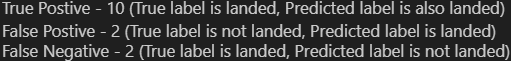 True Postive - 10 (True label is landed, Predicted label is also landed)
False Postive - 2 (True label is not landed, Predicted label is landed)
False Negative - 2 (True label is landed, Predicted label is not landed)